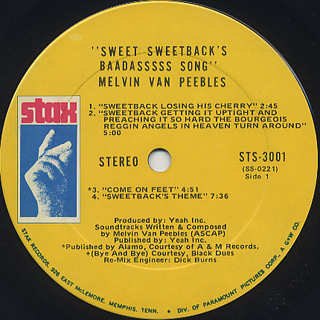 "SWEET SWEETBACK'S
BAADASSSSS SONG"
MELVIN VAN PEEBLES
stax
1. "SWEETBACK LOSING HIS CHERRY" 2:45
2. "SWEETBACK GETTING IT UPTIGHT AND
PREACHING IT SO HARD THE BOURGEOIS
REGGIN ANGELS IN HEAVEN TURN AROUND"
5:00
STEREO
STS-3001
(SS-0221)
Side 1
*3. "COME ON FEET" 4:51
4. "SWEETBACK'S THEME" 7:36
Produced by: Yeah Inc.
Soundtracks Written & Composed
by Melvin Van Peebles (ASCAP)
Published by: Yeah Inc.
*Published by Alamo, Courtesy of A & M Records.
+(Bye And Bye) Courtesy, Black Dues
Re-Mix Engineer: Dick Burns
STAX RECORDS, 926 EAST McLEMORE, MEMPHIS, TENN. • DIV. OF PARAMOUNT PICTURES CORP. A G+W CO.